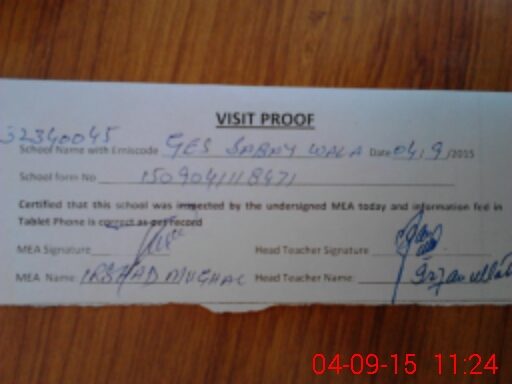 VISIT PROOF
32340045
School Name with Emiscode GES SABAY WALA Date 04/9/2015
School form No 1509041118471
Certified that this school was inspected by the undersigned MEA today and information fed in
Tablet Phone is correct as per record
MEA Signature Head Teacher Signature
MEA Name: IRSHAD MUGHAL Head Teacher Name:
04-09-15 11:24